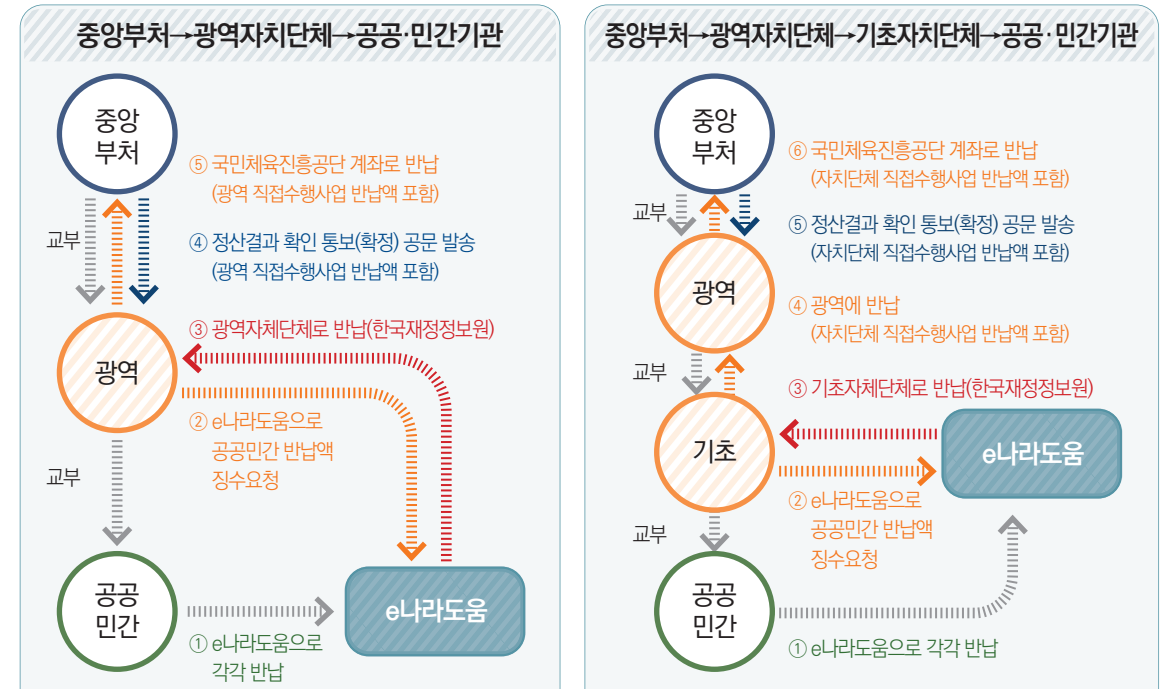 중앙부처→광역자치단체→공공·민간기관
중앙
부처
⑤ 국민체육진흥공단 계좌로 반납
(광역 직접수행사업 반납액 포함)
교부
④ 정산결과 확인 통보(확정) 공문 발송
(광역 직접수행사업 반납액 포함)
③ 광역자체단체로 반납(한국재정정보원)
광역
② e나라도움으로
공공민간 반납액
징수요청
교부
공공
민간
e나라도움
① e나라도움으로
각각 반납
중앙부처→광역자치단체→기초자치단체→공공·민간기관
중앙
부처
⑥ 국민체육진흥공단 계좌로 반납
(자치단체 직접수행사업 반납액 포함)
교부
⑤ 정산결과 확인 통보(확정) 공문 발송
(자치단체 직접수행사업 반납액 포함)
광역
④ 광역에 반납
(자치단체 직접수행사업 반납액 포함)
교부
③ 기초자체단체로 반납(한국재정정보원)
기초
e나라도움
② e나라도움으로
공공민간 반납액
징수요청
교부
공공
민간
① e나라도움으로 각각 반납